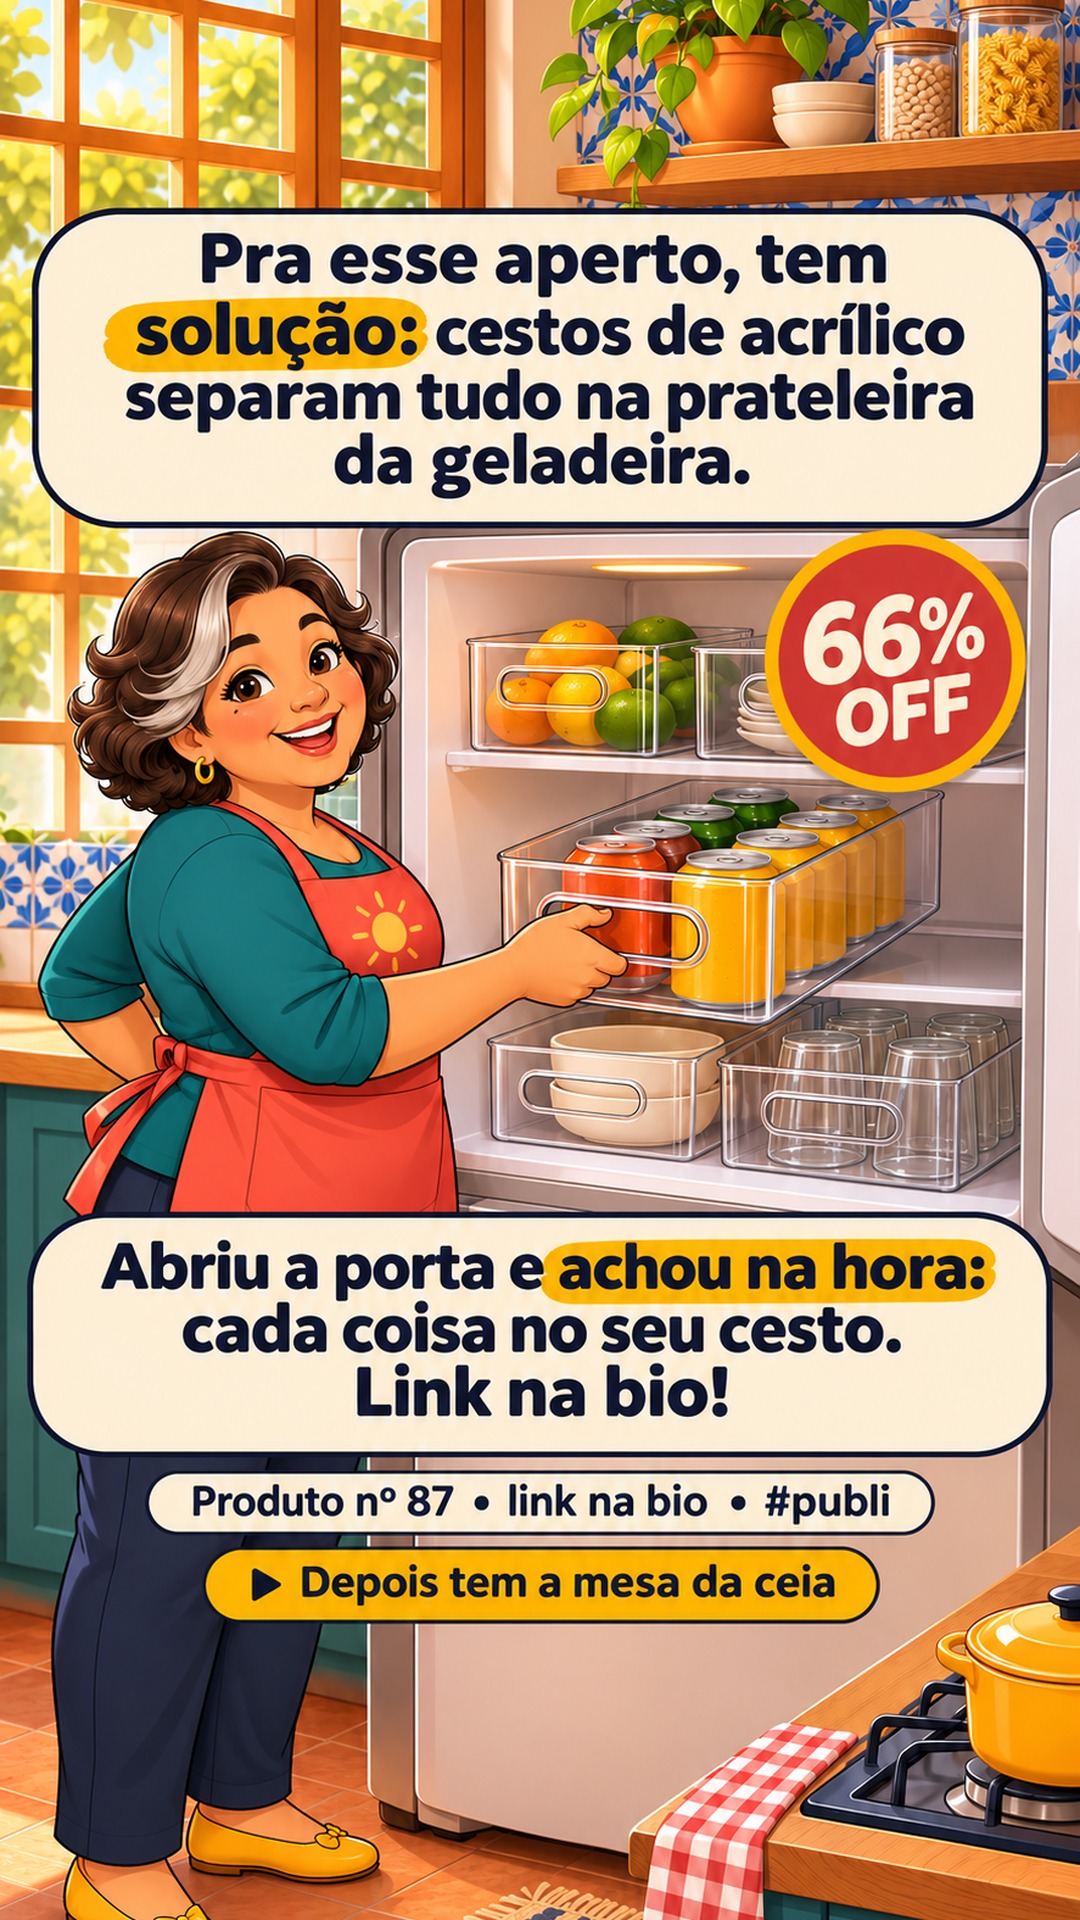 Pra esse aperto, tem
solução: cestos de acrílico
separam tudo na prateleira
da geladeira.
66%
OFF
Abriu a porta e achou na hora:
cada coisa no seu cesto.
Link na bio!
Produto nº 87 • link na bio • #publi
▶ Depois tem a mesa da ceia